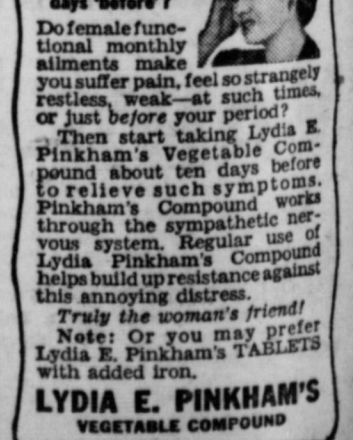 days 'before'?
Do female func-
tional monthly
ailments make
you suffer pain, feel so strangely
restless, weak—at such times,
or just before your period?
Then start taking Lydia E.
Pinkham's Vegetable Com-
pound about ten days before
to relieve such symptoms.
Pinkham's Compound works
through the sympathetic ner-
vous system. Regular use of
Lydia Pinkham's Compound
helps build up resistance against
this annoying distress.
Truly the woman's friend!
Note: Or you may prefer
Lydia E. Pinkham's TABLETS
with added iron.
LYDIA E. PINKHAM'S
VEGETABLE COMPOUND